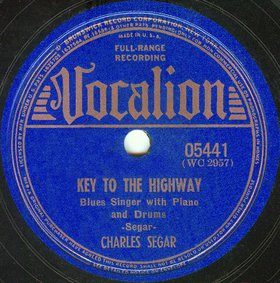 MADE IN U.S.A.
FULL-RANGE
RECORDING
Vocalion
05441
(WC 2957)
KEY TO THE HIGHWAY
Blues Singer with Piano
and Drums
-Segar-
CHARLES SEGAR